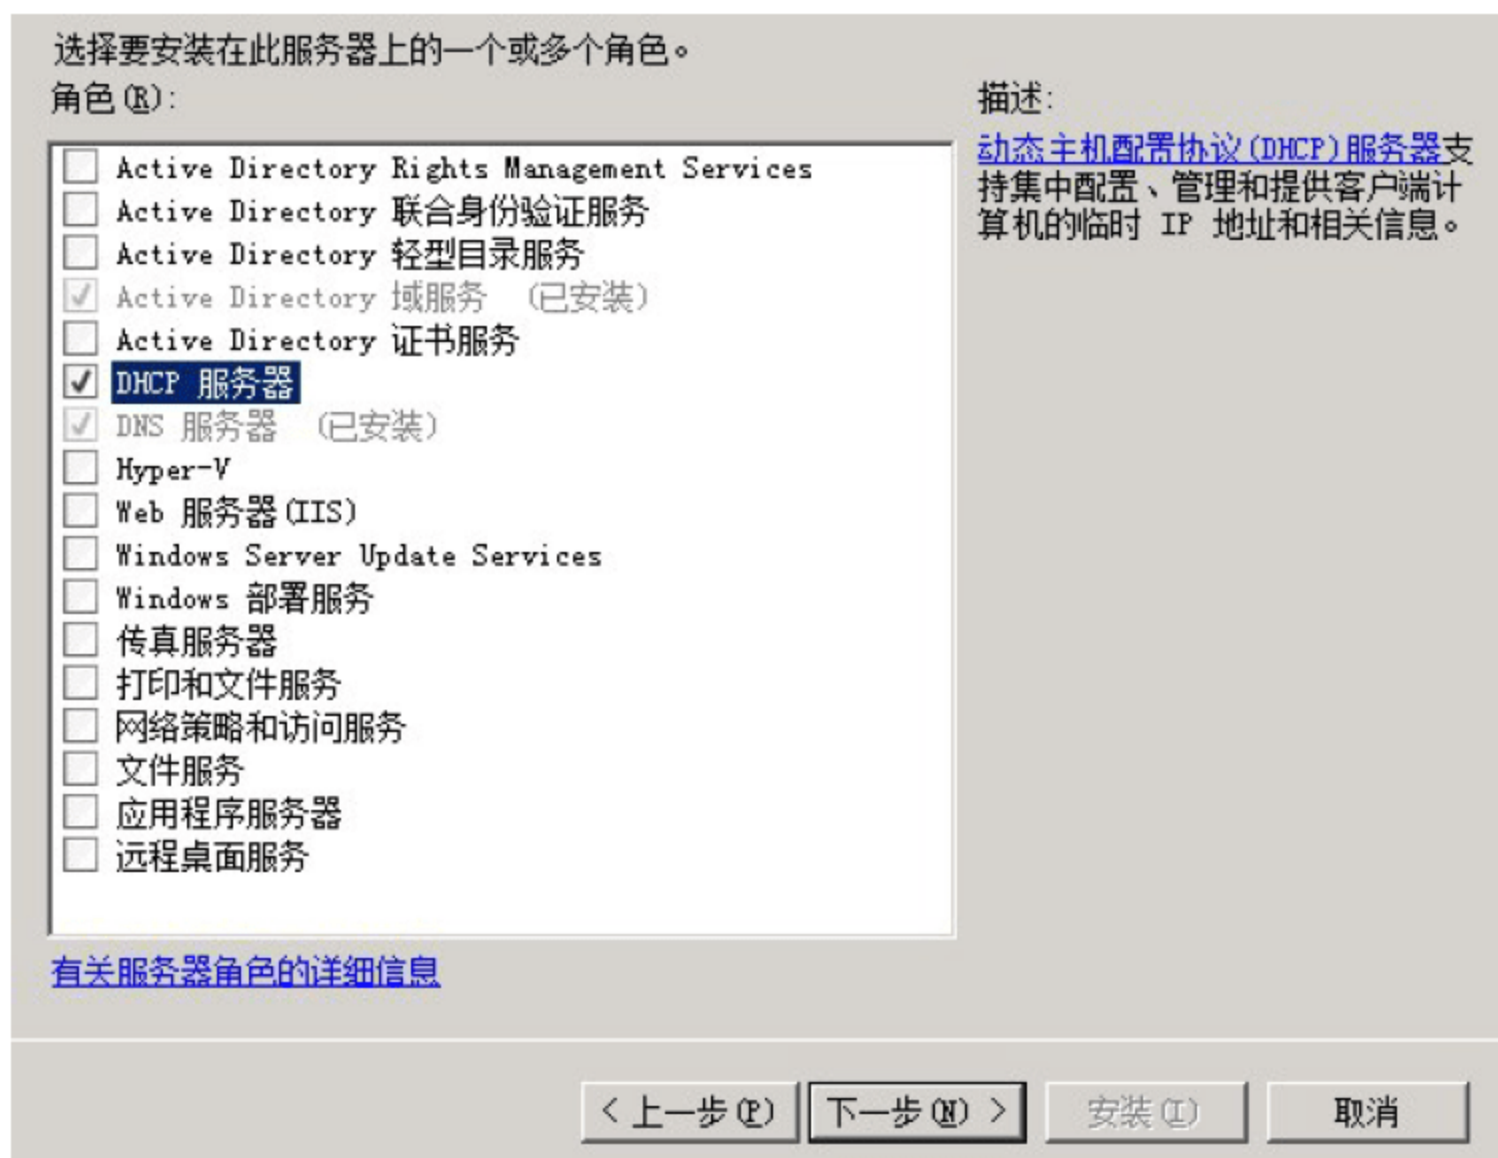 选择要安装在此服务器上的一个或多个角色。
角色(R):
Active Directory Rights Management Services
Active Directory 联合身份验证服务
Active Directory 轻型目录服务
Active Directory 域服务 (已安装)
Active Directory 证书服务
DHCP 服务器
DNS 服务器 (已安装)
Hyper-V
Web 服务器(IIS)
Windows Server Update Services
Windows 部署服务
传真服务器
打印和文件服务
网络策略和访问服务
文件服务
应用程序服务器
远程桌面服务
有关服务器角色的详细信息
描述:
动态主机配置协议(DHCP)服务器支
持集中配置、管理和提供客户端计
算机的临时 IP 地址和相关信息。
< 上一步(P)
下一步(N) >
安装(I)
取消